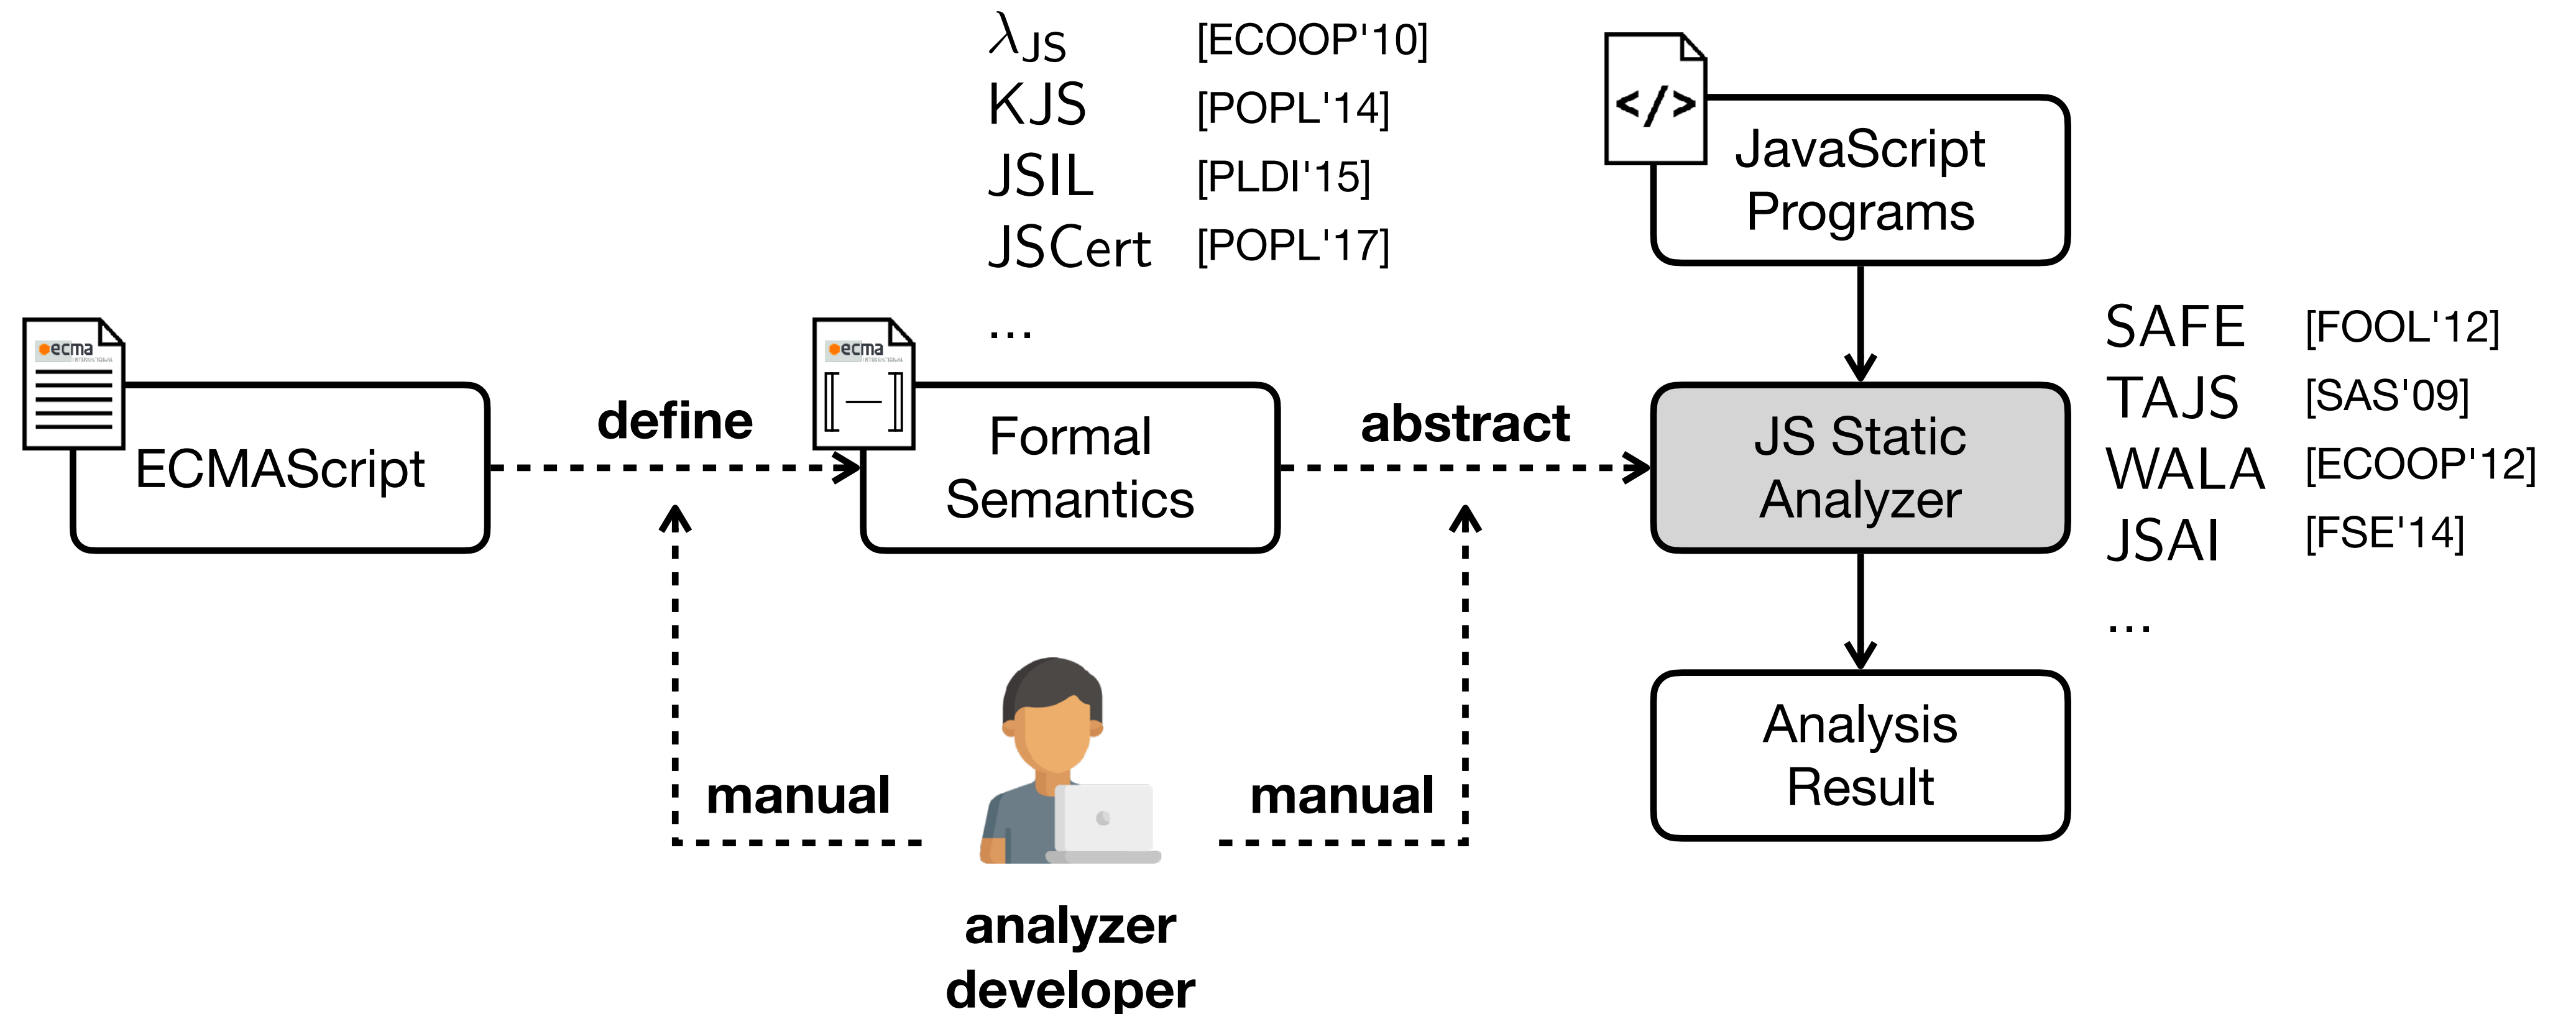 λJS [ECOOP'10]
KJS [POPL'14]
JSIL [PLDI'15]
JSCert [POPL'17]
...
</>
JavaScript
Programs
ecma
ECMAScript
define
ecma
⟦—⟧
Formal
Semantics
abstract
JS Static
Analyzer
SAFE [FOOL'12]
TAJS [SAS'09]
WALA [ECOOP'12]
JSAI [FSE'14]
...
manual
manual
analyzer
developer
Analysis
Result